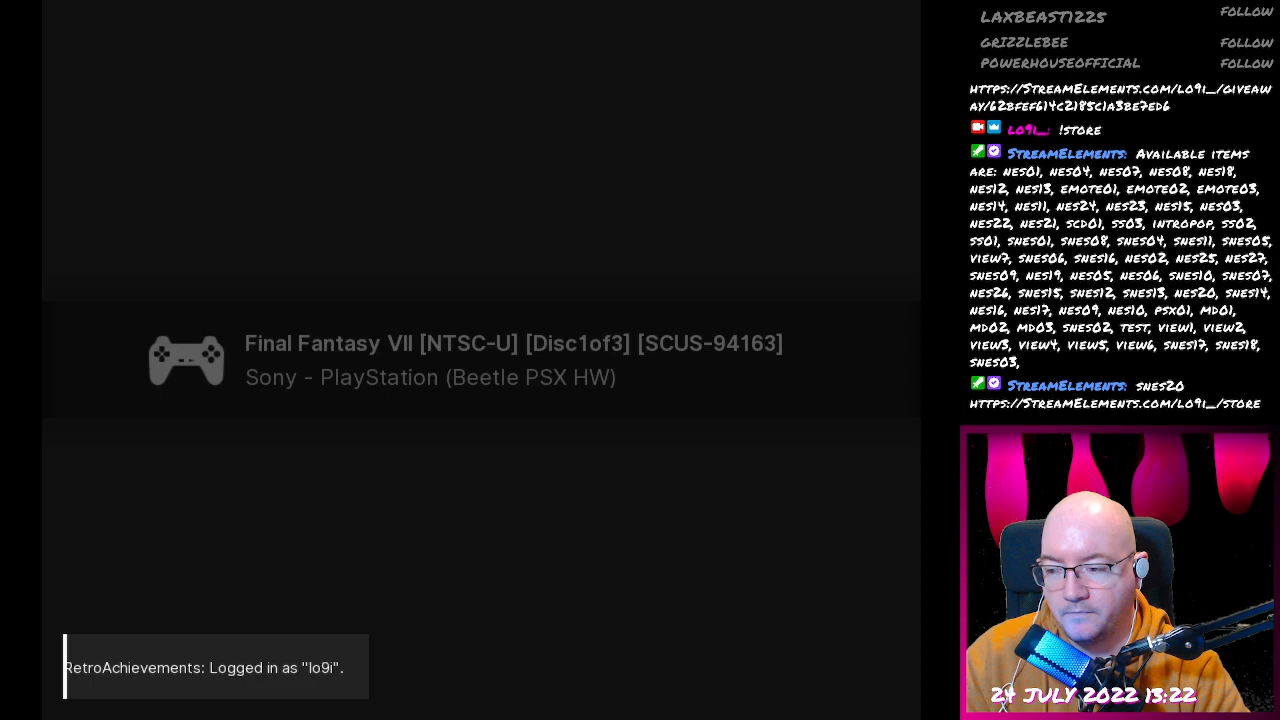 LAXBEAST1225 FOLLOW
GRIZZLEBEE FOLLOW
POWERHOUSEOFFICIAL FOLLOW
HTTPS://STREAMELEMENTS.COM/LO9I_/GIVEAW
AY/62BFEF614C2185C1A3BE7ED6
LO9I_: !STORE
STREAMELEMENTS: AVAILABLE ITEMS
ARE: NES01, NES04, NES07, NES08, NES18,
NES12, NES13, EMOTE01, EMOTE02, EMOTE03,
NES14, NES11, NES24, NES23, NES15, NES03,
NES22, NES21, SCD01, SS03, INTROPOP, SS02,
SS01, SNES01, SNES08, SNES04, SNES11, SNES05,
VIEW7, SNES06, SNES16, NES02, NES25, NES27,
SNES09, NES19, NES05, NES06, SNES10, SNES07,
NES26, SNES15, SNES12, SNES13, NES20, SNES14,
NES16, NES17, NES09, NES10, PSX01, MD01,
MD02, MD03, SNES02, TEST, VIEW1, VIEW2,
VIEW3, VIEW4, VIEW5, VIEW6, SNES17, SNES18,
SNES03,
STREAMELEMENTS: SNES20
HTTPS://STREAMELEMENTS.COM/LO9I_/STORE
Final Fantasy VII [NTSC-U] [Disc1of3] [SCUS-94163]
Sony - PlayStation (Beetle PSX HW)
RetroAchievements: Logged in as "lo9i".
24 JULY 2022 13:22